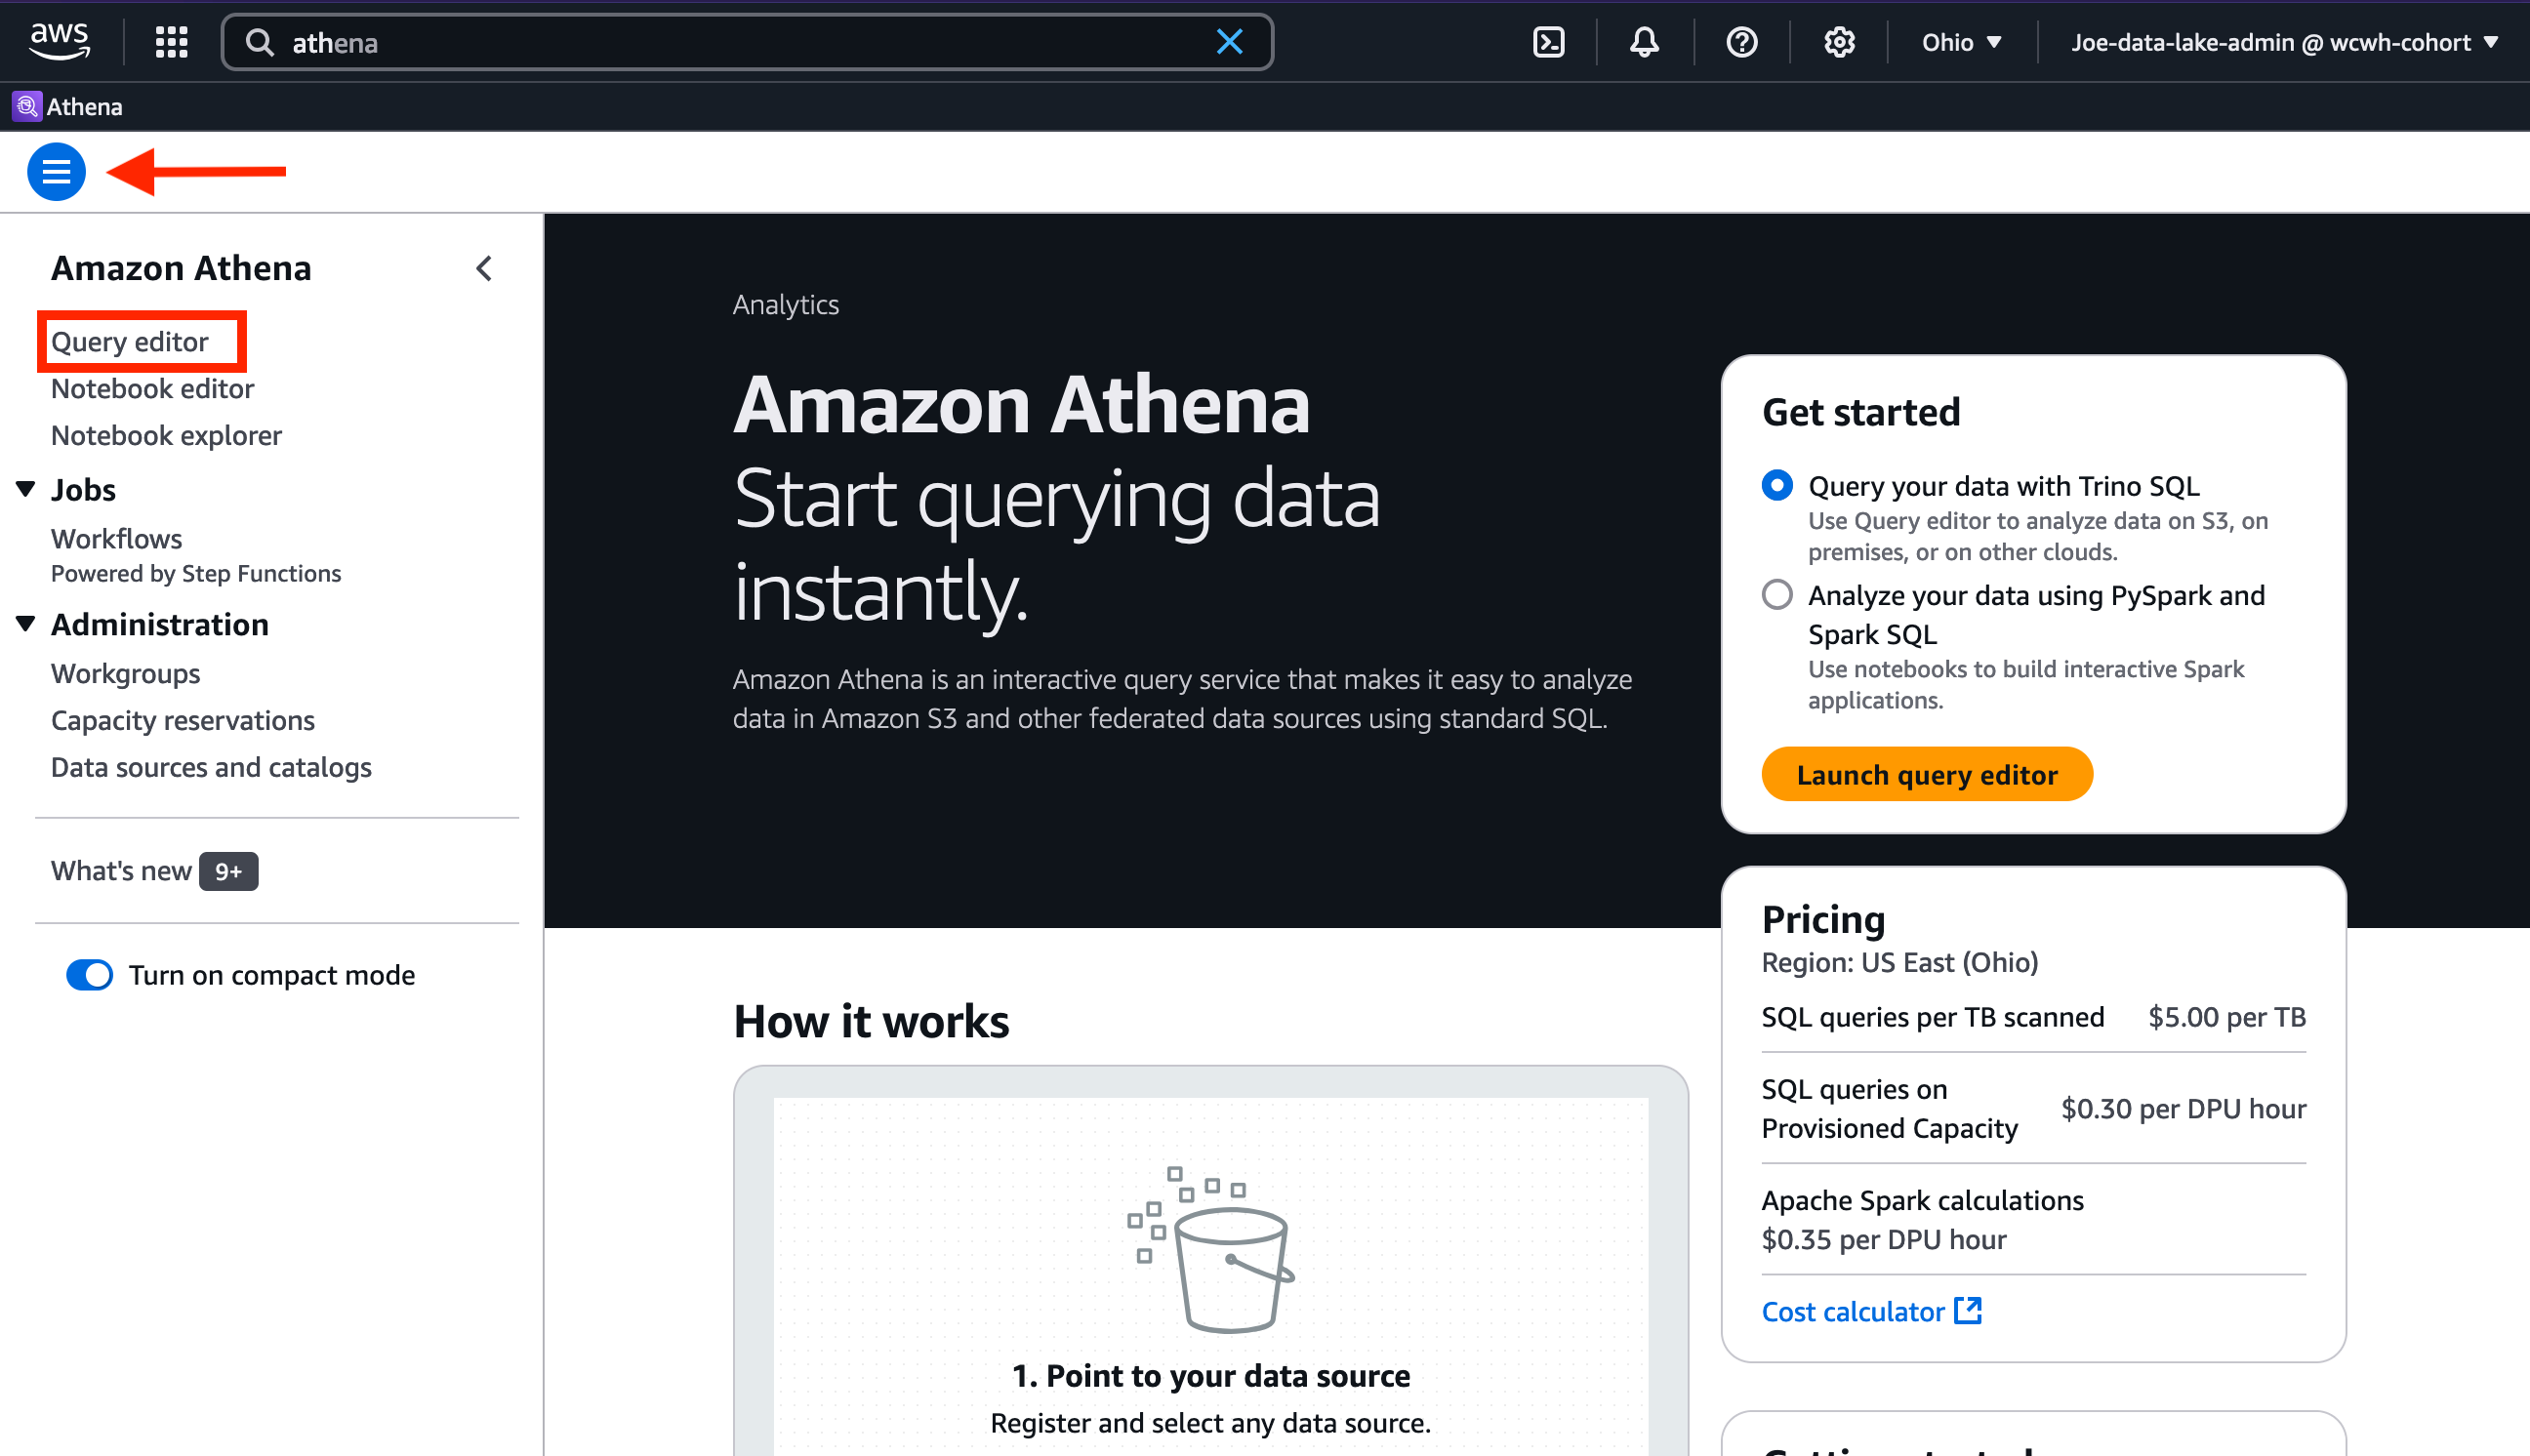 aws
athena
Ohio
Joe-data-lake-admin @ wcwh-cohort
Athena
Amazon Athena
Query editor
Notebook editor
Notebook explorer
Jobs
Workflows
Powered by Step Functions
Administration
Workgroups
Capacity reservations
Data sources and catalogs
What's new 9+
Turn on compact mode
Analytics
Amazon Athena
Start querying data
instantly.
Amazon Athena is an interactive query service that makes it easy to analyze
data in Amazon S3 and other federated data sources using standard SQL.
Get started
Query your data with Trino SQL
Use Query editor to analyze data on S3, on
premises, or on other clouds.
Analyze your data using PySpark and
Spark SQL
Use notebooks to build interactive Spark
applications.
Launch query editor
Pricing
Region: US East (Ohio)
SQL queries per TB scanned $5.00 per TB
SQL queries on
Provisioned Capacity
$0.30 per DPU hour
Apache Spark calculations
$0.35 per DPU hour
Cost calculator
How it works
1. Point to your data source
Register and select any data source.